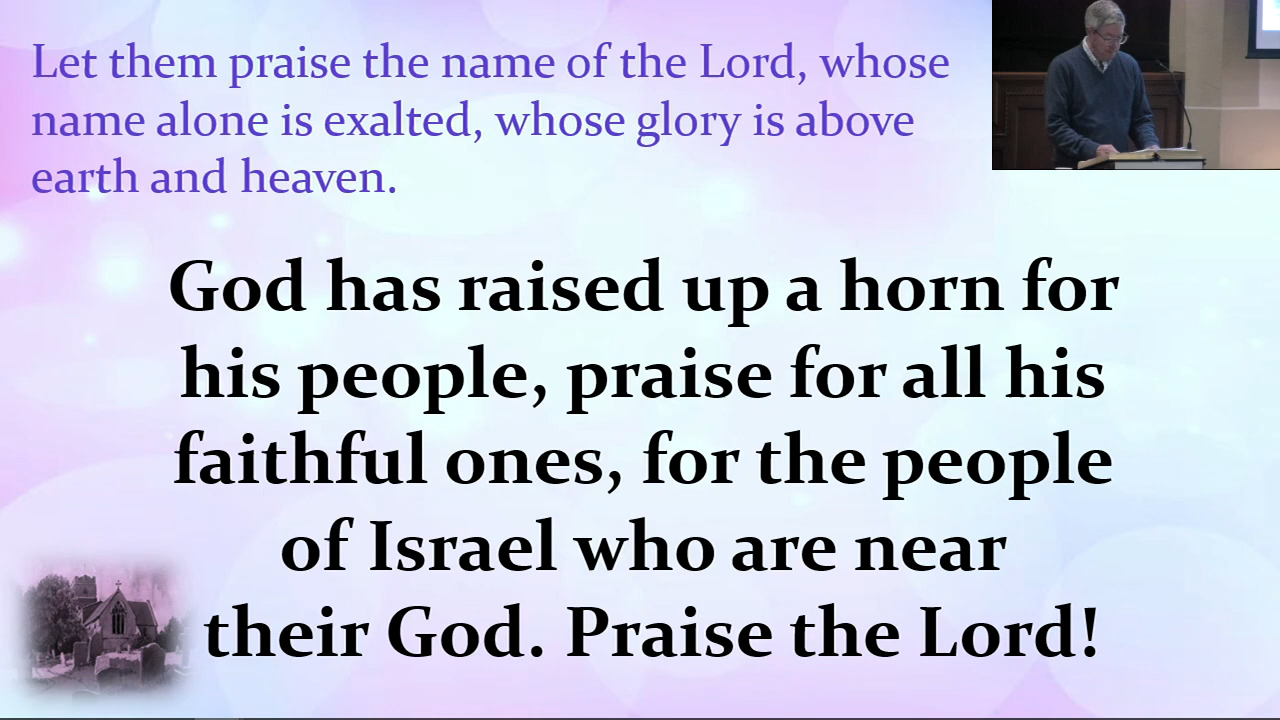 Let them praise the name of the Lord, whose
name alone is exalted, whose glory is above
earth and heaven.
God has raised up a horn for
his people, praise for all his
faithful ones, for the people
of Israel who are near
their God. Praise the Lord!